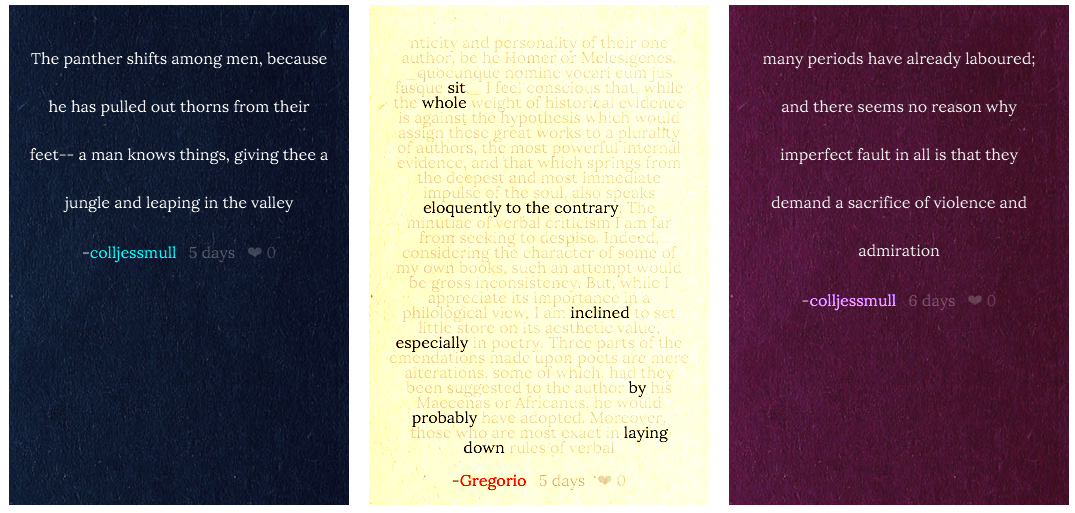 The panther shifts among men, because
he has pulled out thorns from their
feet-- a man knows things, giving thee a
jungle and leaping in the valley
-colljessmull 5 days ❤ 0
nticity and personality of their one
author, be he Homer or Melesigenes,
_quocunque nomine vocari eum jus
fasque sit._ I feel conscious that, while
the whole weight of historical evidence
is against the hypothesis which would
assign these great works to a plurality
of authors, the most powerful internal
evidence, and that which springs from
the deepest and most immediate
impulse of the soul, also speaks
eloquently to the contrary. The
minutiae of verbal criticism I am far
from seeking to despise. Indeed,
considering the character of some of
my own books, such an attempt would
be gross inconsistency. But, while I
appreciate its importance in a
philological view, I am inclined to set
little store on its aesthetic value,
especially in poetry. Three parts of the
emendations made upon poets are mere
alterations, some of which, had they
been suggested to the author by his
Maecenas or Africanus, he would
probably have adopted. Moreover,
those who are most exact in laying
down rules of verbal
-Gregorio 5 days ❤ 0
many periods have already laboured;
and there seems no reason why
imperfect fault in all is that they
demand a sacrifice of violence and
admiration
-colljessmull 6 days ❤ 0